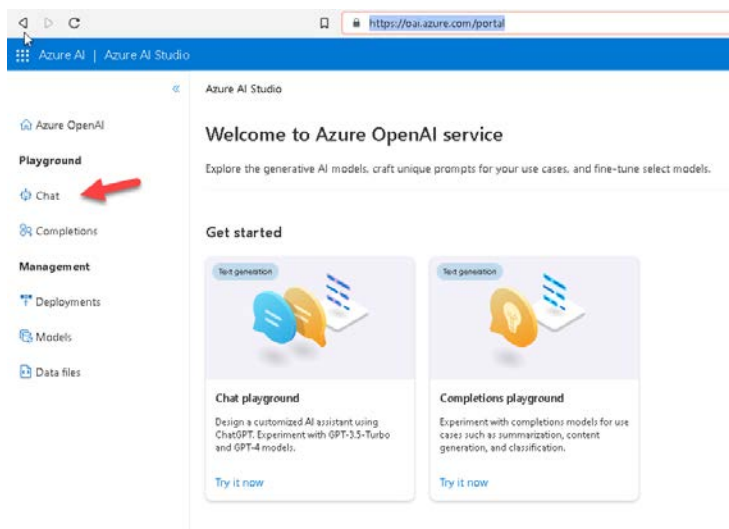 https://oai.azure.com/portal
Azure AI | Azure AI Studio
Azure AI Studio
Azure OpenAI
Playground
Chat
Completions
Management
Deployments
Models
Data files
Welcome to Azure OpenAI service
Explore the generative AI models, craft unique prompts for your use cases, and fine-tune select models.
Get started
Text generation
Chat playground
Design a customized AI assistant using
ChatGPT. Experiment with GPT-3.5-Turbo
and GPT-4 models.
Try it now
Text generation
Completions playground
Experiment with completions models for use
cases such as summarization, content
generation, and classification.
Try it now